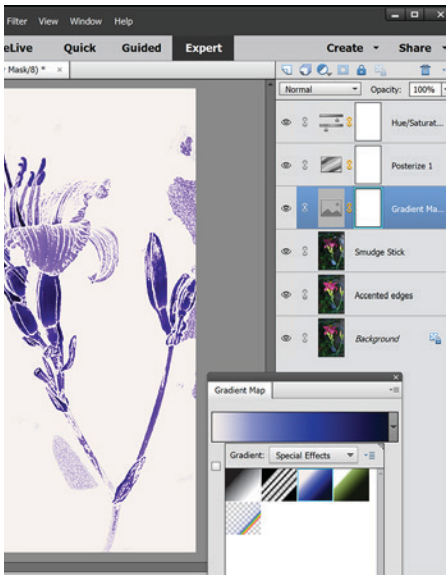 Filter View Window Help
eLive Quick Guided Expert Create Share
Mask/8) * ×
Normal Opacity: 100%
Hue/Saturat...
Posterize 1
Gradient Ma...
Smudge Stick
Accented edges
Background
Gradient Map
Gradient: Special Effects